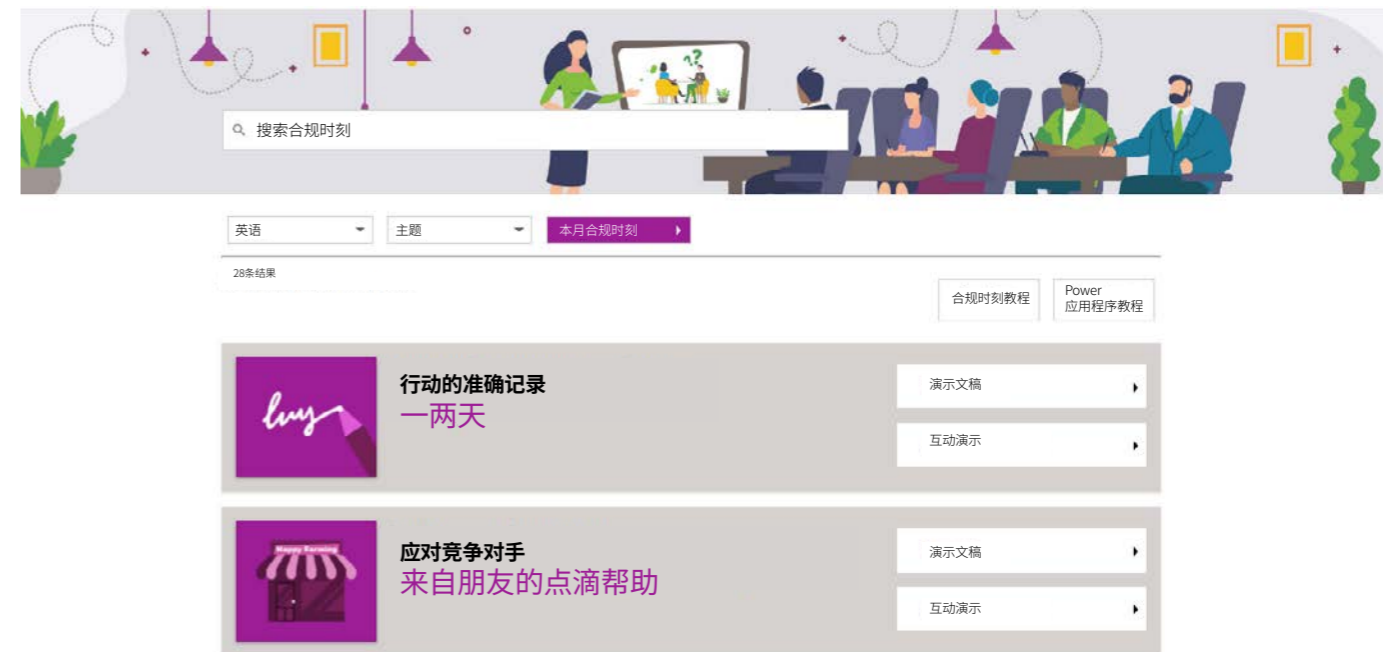 搜索合规时刻
英语
主题
本月合规时刻
28条结果
合规时刻教程
Power
应用程序教程
行动的准确记录
一两天
演示文稿
互动演示
Happy Farming
应对竞争对手
来自朋友的点滴帮助
演示文稿
互动演示